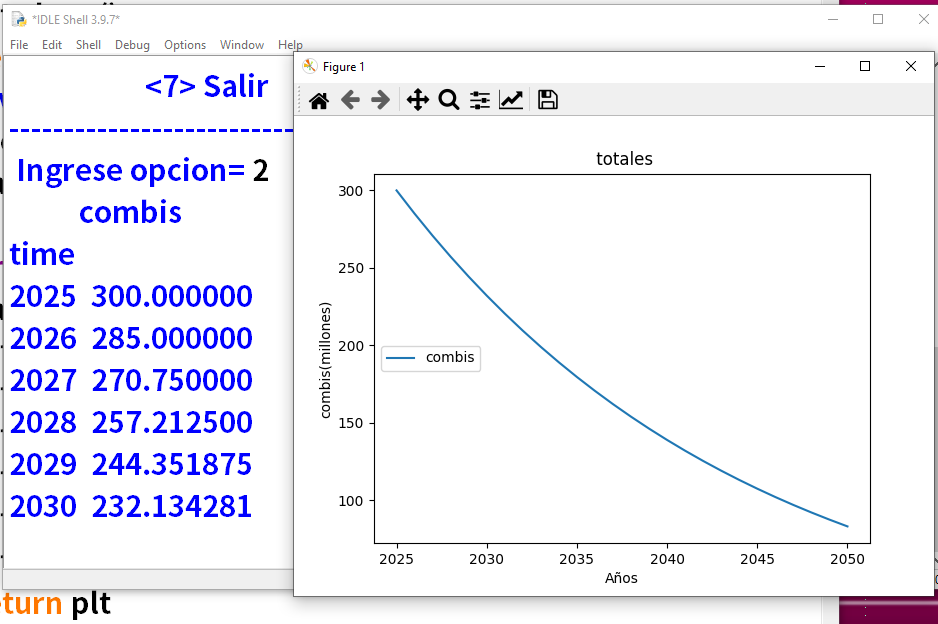 *IDLE Shell 3.9.7*
File Edit Shell Debug Options Window Help
<7> Salir
----------------------
Ingrese opcion= 2
combis
time
2025 300.000000
2026 285.000000
2027 270.750000
2028 257.212500
2029 244.351875
2030 232.134281
turn plt
Figure 1
totales
300
250
200
150
100
combis(millones)
combis
2025 2030 2035 2040 2045 2050
Años